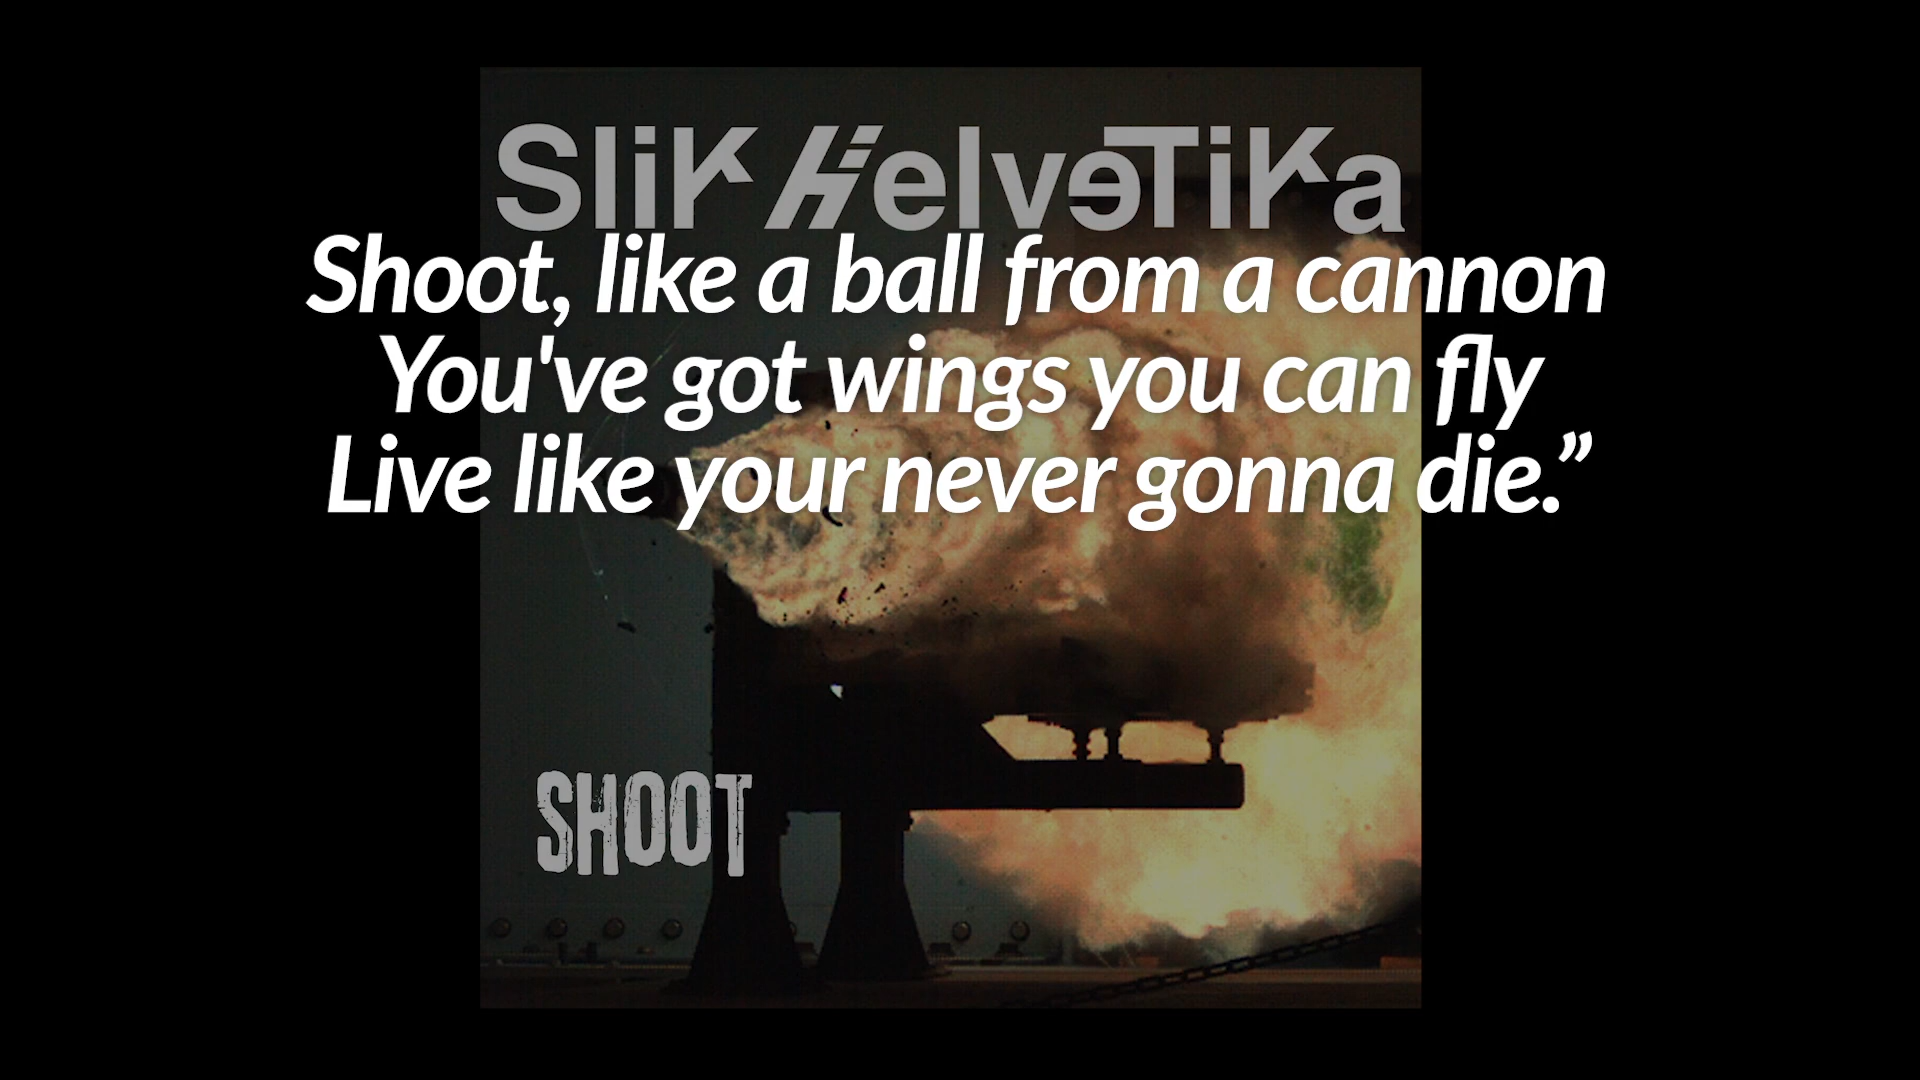 Slik HelveTiKa
Shoot, like a ball from a cannon
You've got wings you can fly
Live like your never gonna die.”
SHOOT